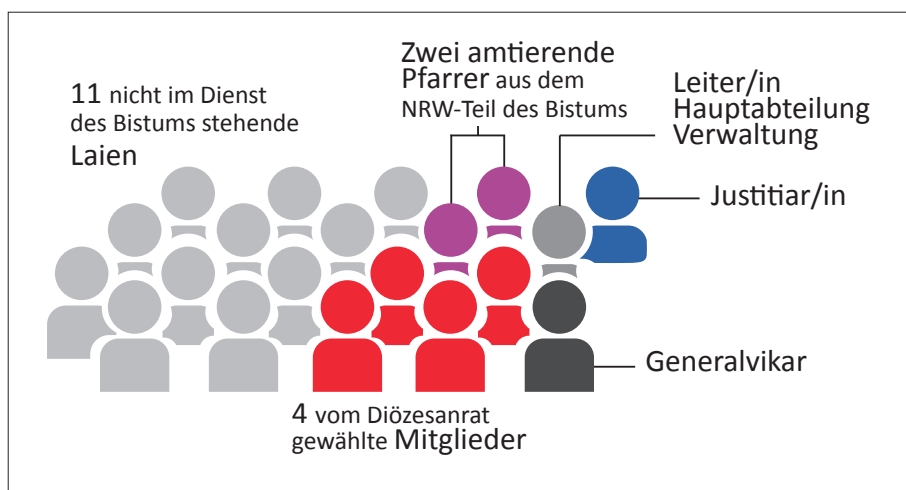 11 nicht im Dienst
des Bistums stehende
Laien
Zwei amtierende
Pfarrer aus dem
NRW-Teil des Bistums
Leiter/in
Hauptabteilung
Verwaltung
Justitiar/in
Generalvikar
4 vom Diözesanrat
gewählte Mitglieder